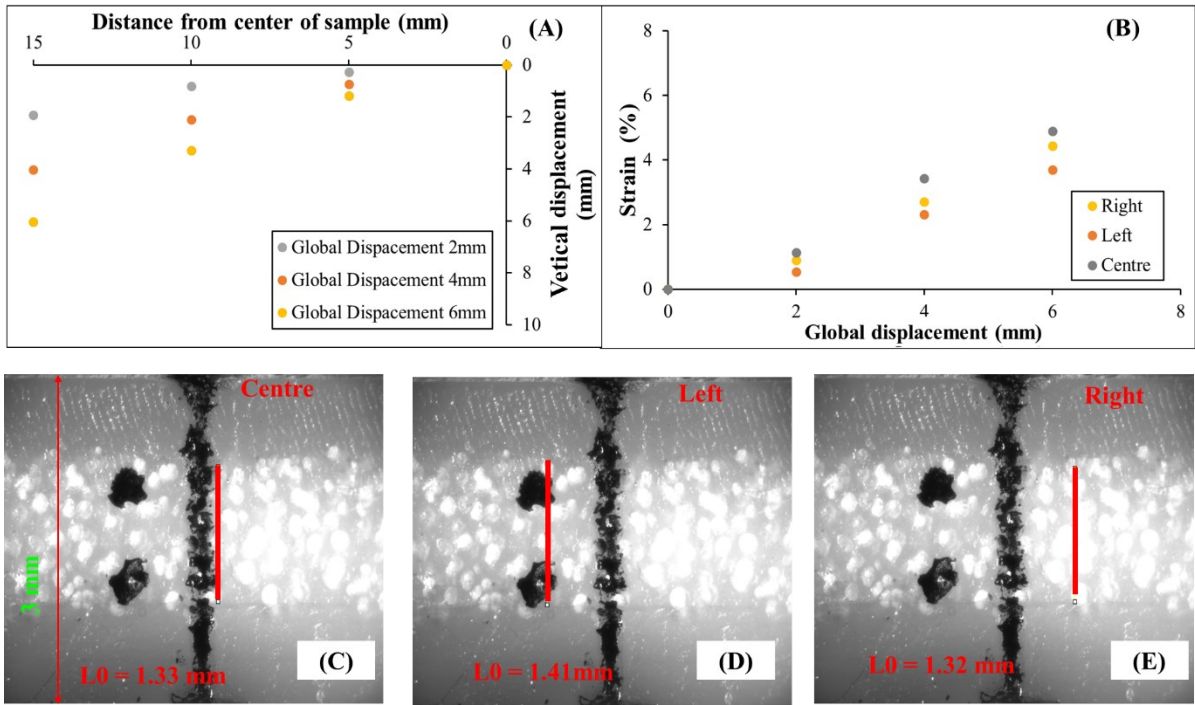 Distance from center of sample (mm)
(A)
15 10 5 0
0
2
4
6
8
10
Vetical displacement
(mm)
Global Dispacement 2mm
Global Dispacement 4mm
Global Dispacement 6mm
(B)
8
6
4
2
0
Strain (%)
Right
Left
Centre
0 2 4 6 8
Global displacement (mm)
Centre
3 mm
L0 = 1.33 mm
(C)
Left
L0 = 1.41mm
(D)
Right
L0 = 1.32 mm
(E)